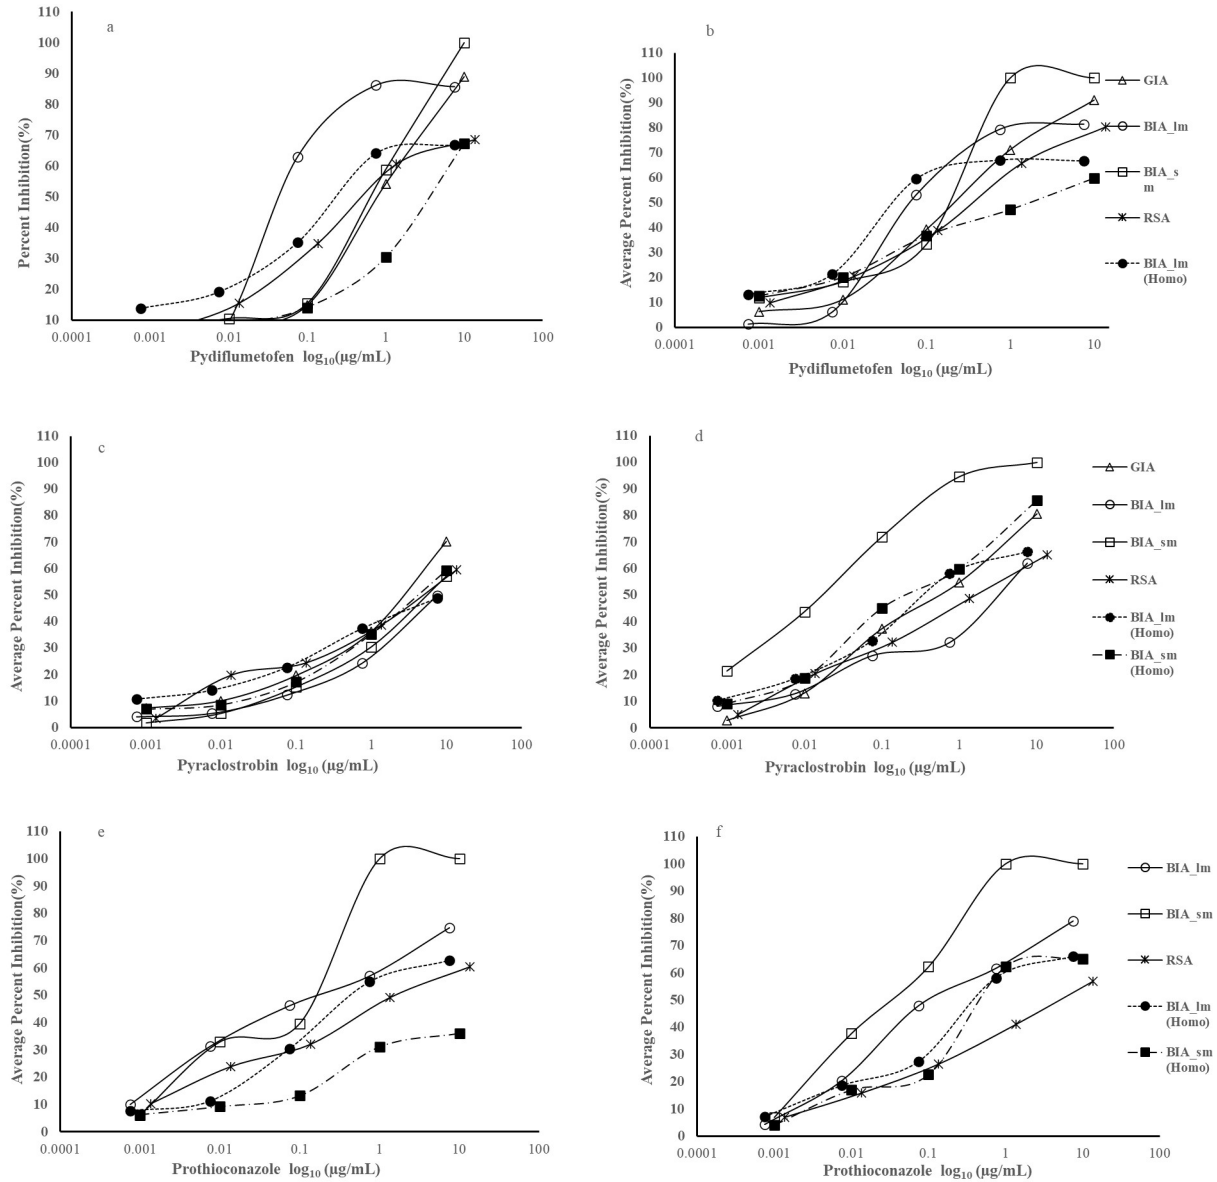 a
110
100
90
80
70
60
50
40
30
20
10
Percent Inhibition(%)
0.0001 0.001 0.01 0.1 1 10 100
Pydiflumetofen log10(µg/mL)
b
110
100
90
80
70
60
50
40
30
20
10
0
Average Percent Inhibition(%)
0.0001 0.001 0.01 0.1 1 10
Pydiflumetofen log10 (µg/mL)
GIA
BIA_lm
BIA_s
m
RSA
BIA_lm
(Homo)
c
110
100
90
80
70
60
50
40
30
20
10
0
Average Percent Inhibition(%)
0.0001 0.001 0.01 0.1 1 10 100
Pyraclostrobin log10 (µg/mL)
d
110
100
90
80
70
60
50
40
30
20
10
0
Average Percent Inhibition(%)
0.0001 0.001 0.01 0.1 1 10 100
Pyraclostrobin log10 (µg/mL)
GIA
BIA_lm
BIA_sm
RSA
BIA_lm
(Homo)
BIA_sm
(Homo)
e
110
100
90
80
70
60
50
40
30
20
10
0
Average Percent Inhibition(%)
0.0001 0.001 0.01 0.1 1 10 100
Prothioconazole log10 (µg/mL)
f
110
100
90
80
70
60
50
40
30
20
10
0
Average Percent Inhibition(%)
0.0001 0.001 0.01 0.1 1 10 100
Prothioconazole log10 (µg/mL)
BIA_lm
BIA_sm
RSA
BIA_lm
(Homo)
BIA_sm
(Homo)